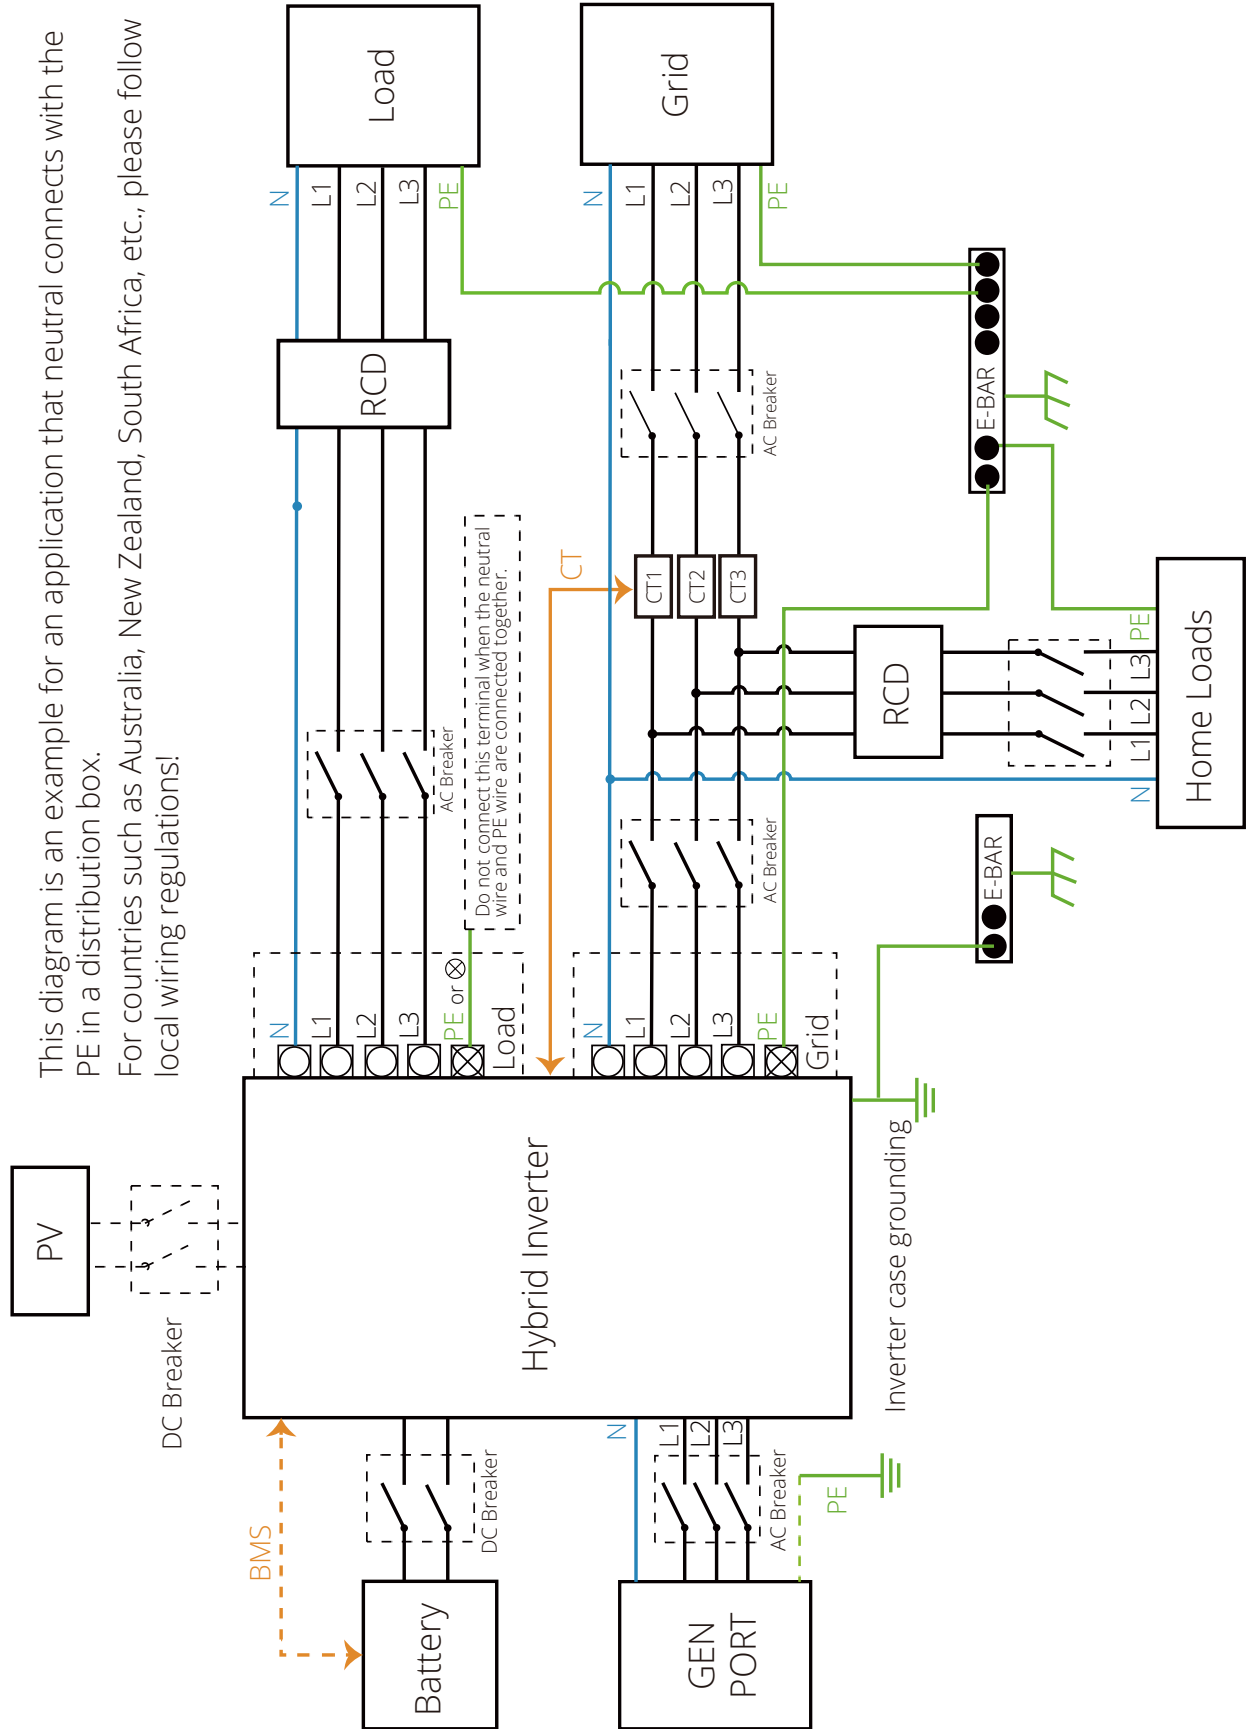 This diagram is an example for an application that neutral connects with the
PE in a distribution box.
For countries such as Australia, New Zealand, South Africa, etc., please follow
local wiring regulations!
PV
DC Breaker
BMS
Battery
DC Breaker
Hybrid Inverter
GEN
PORT
N
L1
L2
L3
AC Breaker
PE
Inverter case grounding
N
L1
L2
L3
PE or ⊗
Load
Do not connect this terminal when the neutral
wire and PE wire are connected together.
AC Breaker
RCD
N
L1
L2
L3
PE
Load
CT
N
L1
L2
L3
PE
Grid
AC Breaker
CT1
CT2
CT3
AC Breaker
N
L1
L2
L3
PE
Grid
RCD
E-BAR
E-BAR
N
L1
L2
L3
PE
Home Loads